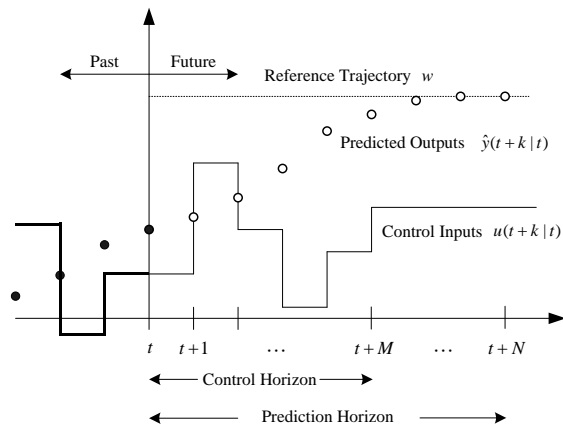 Past Future
Reference Trajectory w
Predicted Outputs ŷ(t+k|t)
Control Inputs u(t+k|t)
t t+1 … t+M … t+N
Control Horizon
Prediction Horizon